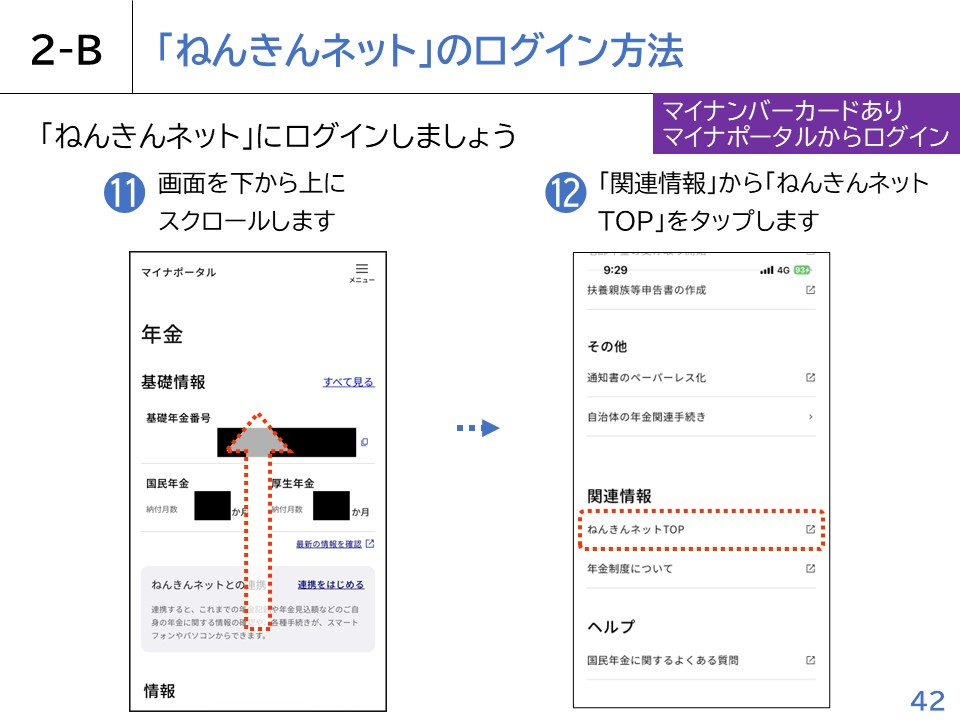 2-B
「ねんきんネット」のログイン方法
「ねんきんネット」にログインしましょう
マイナンバーカードあり
マイナポータルからログイン
⓫
画面を下から上に
スクロールします
マイナポータル
メニュー
年金
基礎情報
すべて見る
基礎年金番号
国民年金
厚生年金
納付月数
か月
納付月数
か月
最新の情報を確認
ねんきんネットとの連携
連携をはじめる
連携すると、これまでの年金記録や年金見込額などのご自
身の年金に関する情報の確認や、各種手続きが、スマート
フォンやパソコンからできます。
情報
⓬
「関連情報」から「ねんきんネット
TOP」をタップします
9:29
4G
93
扶養親族等申告書の作成
その他
通知書のペーパーレス化
自治体の年金関連手続き
関連情報
ねんきんネットTOP
年金制度について
ヘルプ
国民年金に関するよくある質問
42